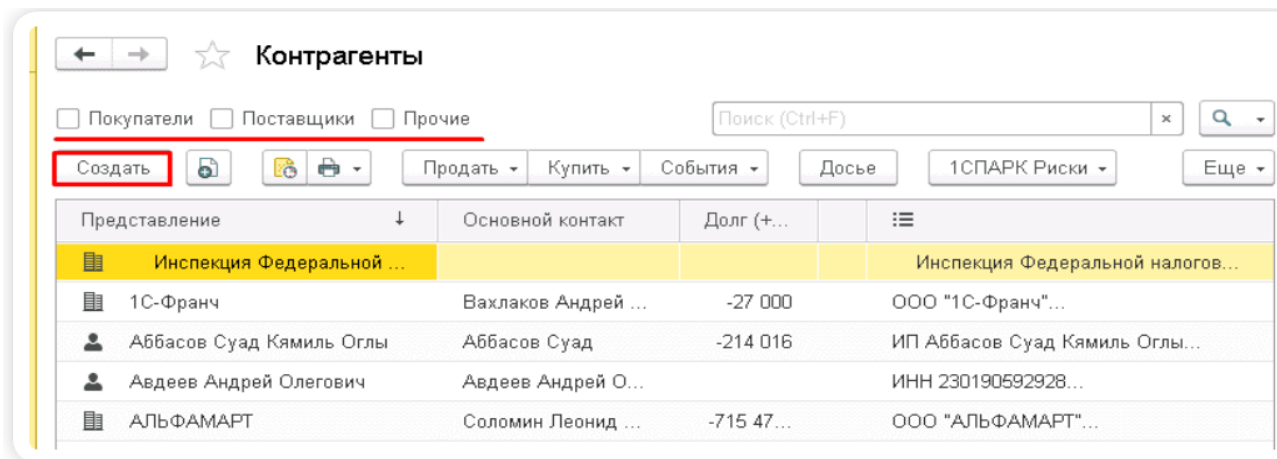 Контрагенты
Покупатели Поставщики Прочие Поиск (Ctrl+F)
Создать Продать Купить События Досье 1СПАРК Риски Еще
Представление Основной контакт Долг (+...
Инспекция Федеральной ... Инспекция Федеральной налогов...
1С-Франч Вахлаков Андрей ... -27 000 ООО "1С-Франч"...
Аббасов Суад Кямиль Оглы Аббасов Суад -214 016 ИП Аббасов Суад Кямиль Оглы...
Авдеев Андрей Олегович Авдеев Андрей О... ИНН 230190592928...
АЛЬФАМАРТ Соломин Леонид ... -715 47... ООО "АЛЬФАМАРТ"...